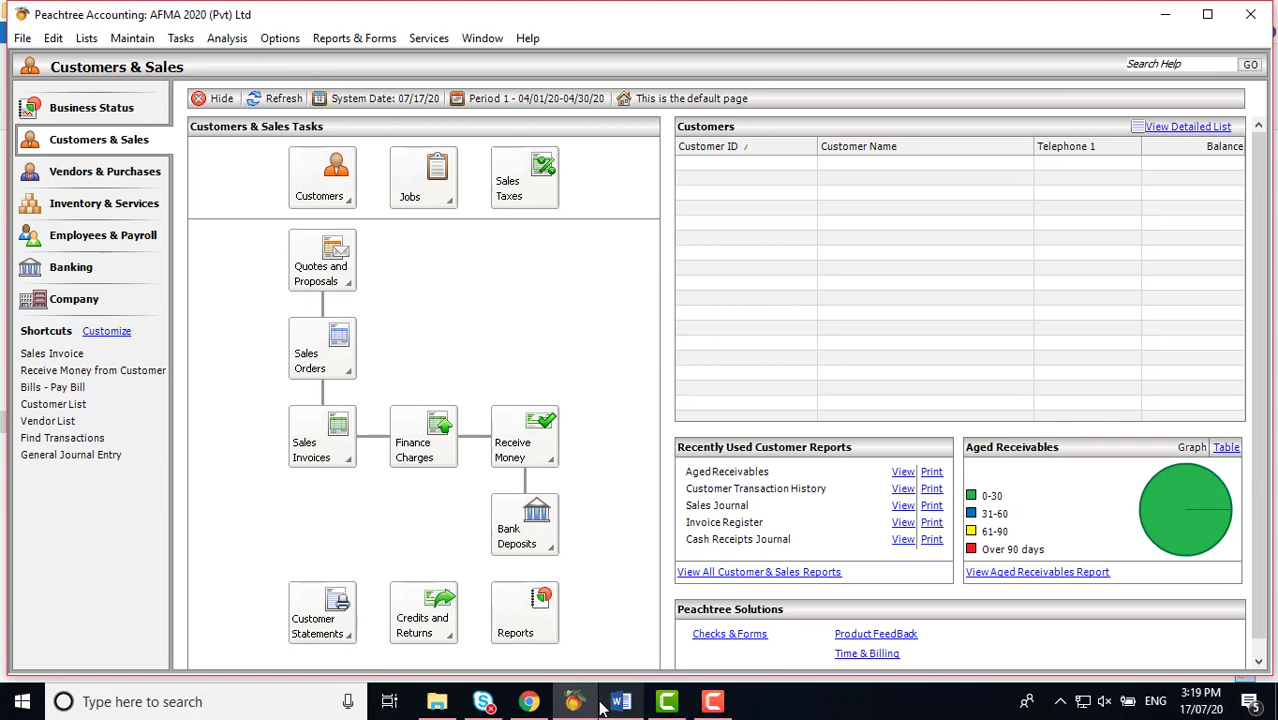 Peachtree Accounting: AFMA 2020 (Pvt) Ltd
File Edit Lists Maintain Tasks Analysis Options Reports & Forms Services Window Help
Customers & Sales
Search Help GO
Business Status
Customers & Sales
Vendors & Purchases
Inventory & Services
Employees & Payroll
Banking
Company
Shortcuts Customize
Sales Invoice
Receive Money from Customer
Bills - Pay Bill
Customer List
Vendor List
Find Transactions
General Journal Entry
Hide Refresh System Date: 07/17/20 Period 1 - 04/01/20-04/30/20 This is the default page
Customers & Sales Tasks
Customers
Jobs
Sales
Taxes
Quotes and
Proposals
Sales
Orders
Sales
Invoices
Finance
Charges
Receive
Money
Bank
Deposits
Customer
Statements
Credits and
Returns
Reports
Customers View Detailed List
Customer ID Customer Name Telephone 1 Balance
Recently Used Customer Reports
Aged Receivables View Print
Customer Transaction History View Print
Sales Journal View Print
Invoice Register View Print
Cash Receipts Journal View Print
View All Customer & Sales Reports
Aged Receivables Graph Table
0-30
31-60
61-90
Over 90 days
View Aged Receivables Report
Peachtree Solutions
Checks & Forms Product FeedBack
Time & Billing
Type here to search
ENG
3:19 PM
17/07/20
5